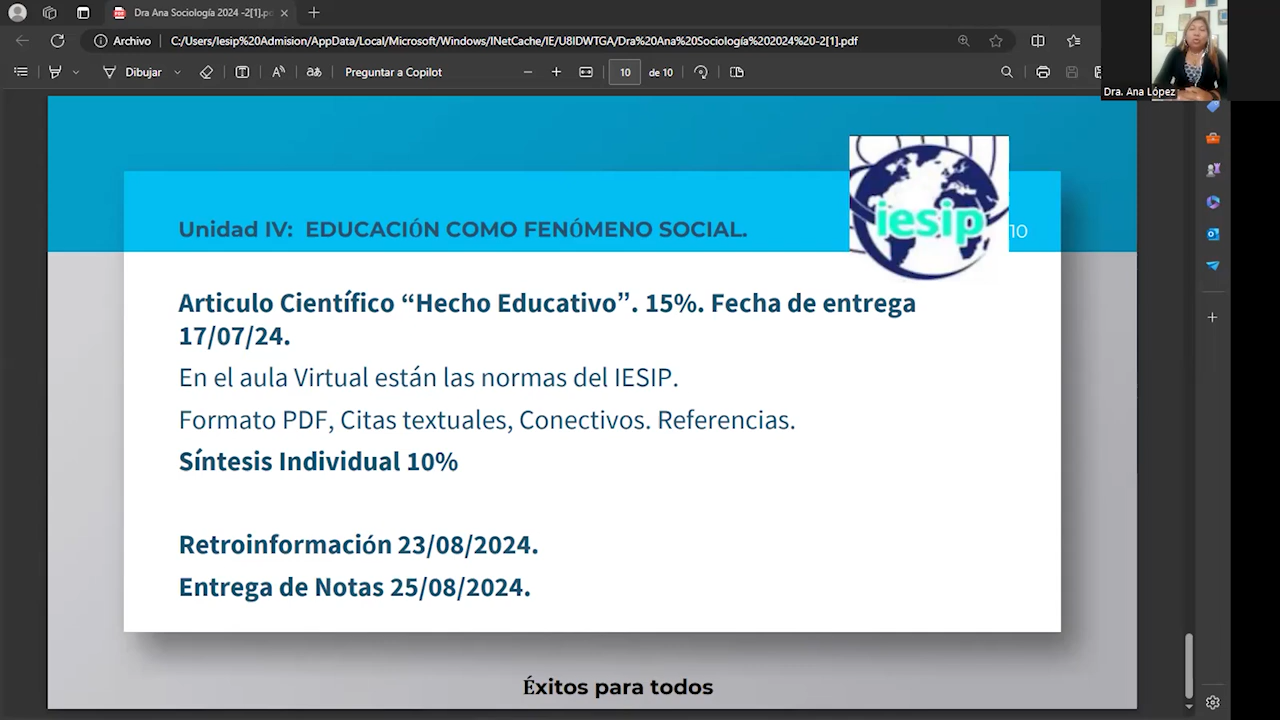 Dra Ana Sociología 2024 -2[1].pd
Archivo
C:/Users/Iesip%20Admision/AppData/Local/Microsoft/Windows/INetCache/IE/U8IDWTGA/Dra%20Ana%20Sociología%202024%20-2[1].pdf
Dibujar
Preguntar a Copilot
10 de 10
Dra. Ana López
iesip
Unidad IV: EDUCACIÓN COMO FENÓMENO SOCIAL.
10
Articulo Científico “Hecho Educativo”. 15%. Fecha de entrega
17/07/24.
En el aula Virtual están las normas del IESIP.
Formato PDF, Citas textuales, Conectivos. Referencias.
Síntesis Individual 10%
Retroinformación 23/08/2024.
Entrega de Notas 25/08/2024.
Éxitos para todos